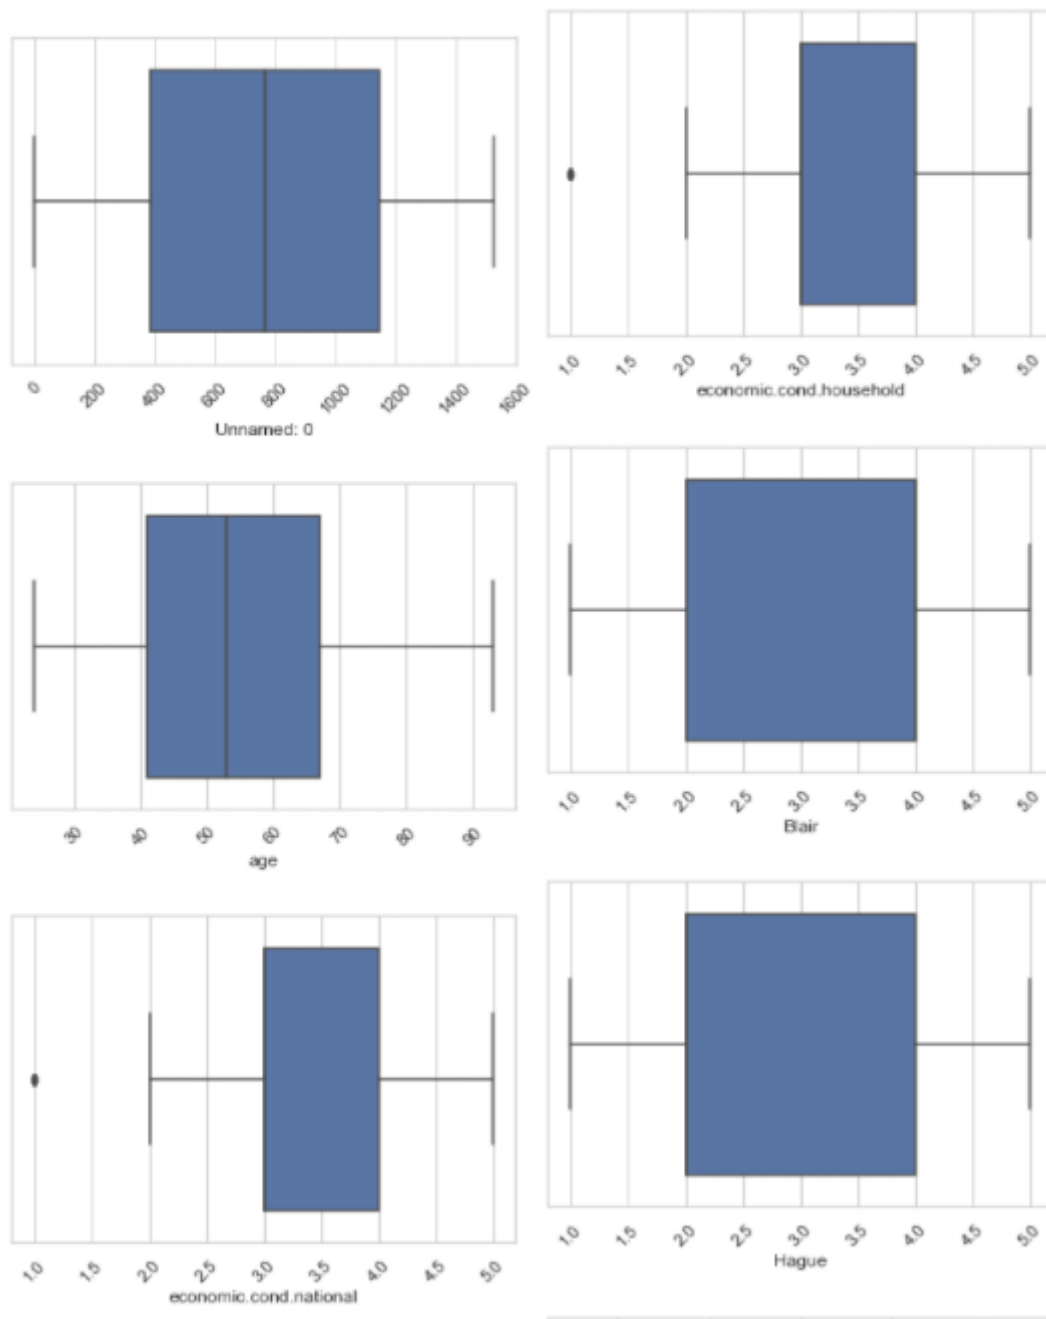 0 200 400 600 800 1000 1200 1400 1600
Unnamed: 0
1.0 1.5 2.0 2.5 3.0 3.5 4.0 4.5 5.0
economic.cond.household
30 40 50 60 70 80 90
age
1.0 1.5 2.0 2.5 3.0 3.5 4.0 4.5 5.0
Blair
1.0 1.5 2.0 2.5 3.0 3.5 4.0 4.5 5.0
economic.cond.national
1.0 1.5 2.0 2.5 3.0 3.5 4.0 4.5 5.0
Hague